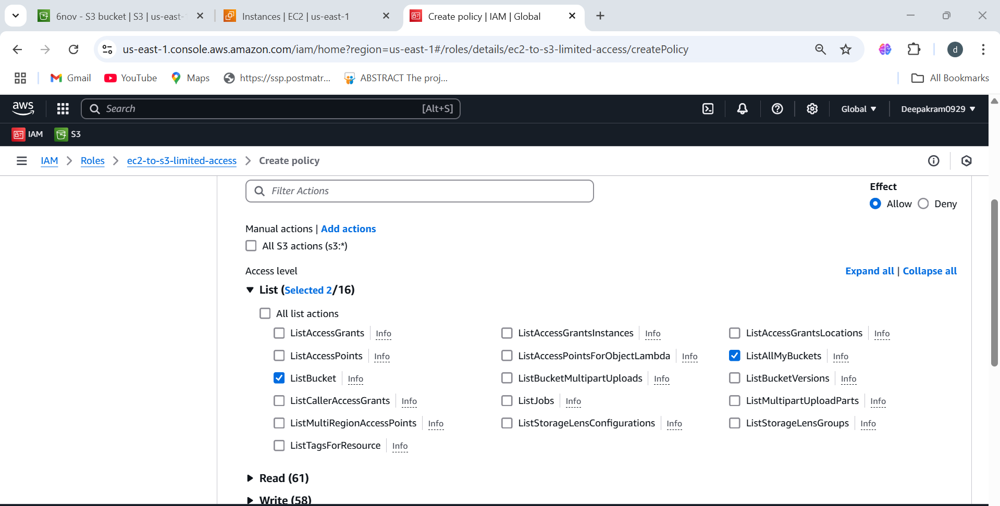 6nov - S3 bucket | S3 | us-east-
Instances | EC2 | us-east-1
Create policy | IAM | Global
us-east-1.console.aws.amazon.com/iam/home?region=us-east-1#/roles/details/ec2-to-s3-limited-access/createPolicy
d
Gmail
YouTube
Maps
https://ssp.postmatr...
ABSTRACT The proj...
All Bookmarks
aws
Search
[Alt+S]
Global
Deepakram0929
IAM
S3
IAM
Roles
ec2-to-s3-limited-access
Create policy
Filter Actions
Effect
Allow
Deny
Manual actions | Add actions
All S3 actions (s3:*)
Access level
Expand all | Collapse all
List (Selected 2/16)
All list actions
ListAccessGrants Info
ListAccessGrantsInstances Info
ListAccessGrantsLocations Info
ListAccessPoints Info
ListAccessPointsForObjectLambda Info
ListAllMyBuckets Info
ListBucket Info
ListBucketMultipartUploads Info
ListBucketVersions Info
ListCallerAccessGrants Info
ListJobs Info
ListMultipartUploadParts Info
ListMultiRegionAccessPoints Info
ListStorageLensConfigurations Info
ListStorageLensGroups Info
ListTagsForResource Info
Read (61)
Write (58)